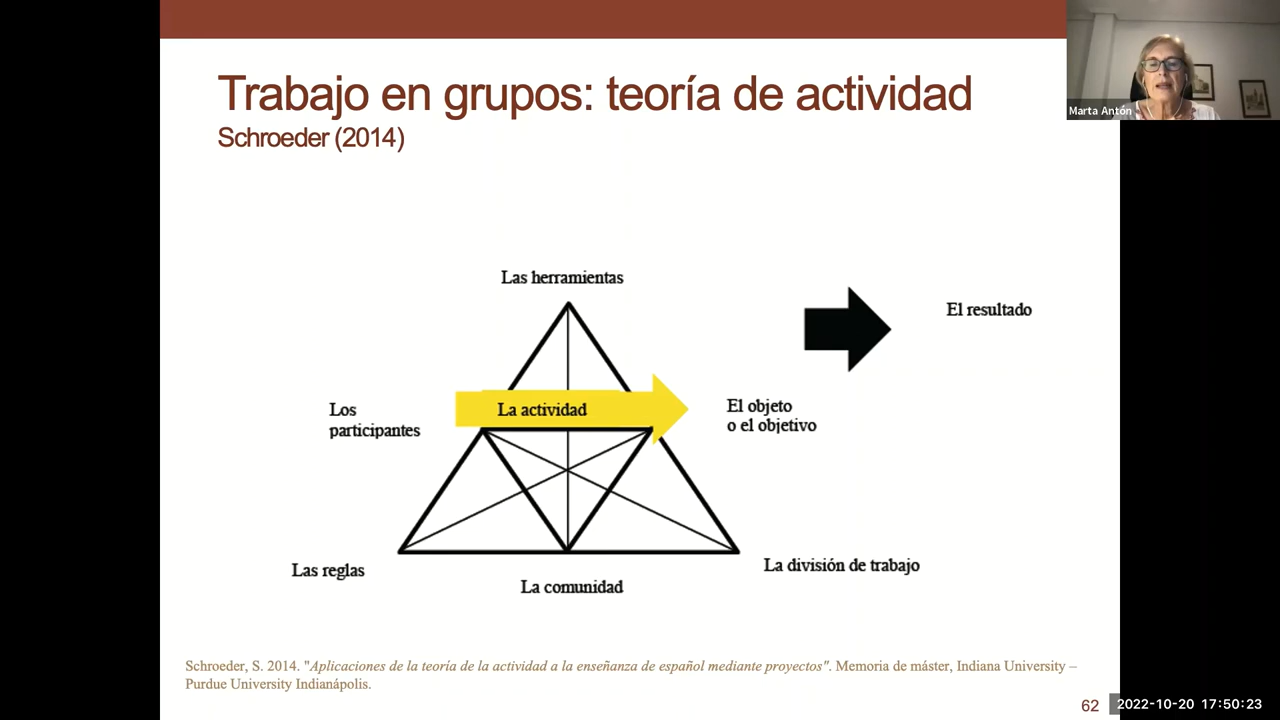 Trabajo en grupos: teoría de actividad
Schroeder (2014)
Marta Antón
Las herramientas
El resultado
Los
participantes
La actividad
El objeto
o el objetivo
Las reglas
La comunidad
La división de trabajo
Schroeder, S. 2014. "Aplicaciones de la teoría de la actividad a la enseñanza de español mediante proyectos". Memoria de máster, Indiana University –
Purdue University Indianápolis.
62
2022-10-20 17:50:23